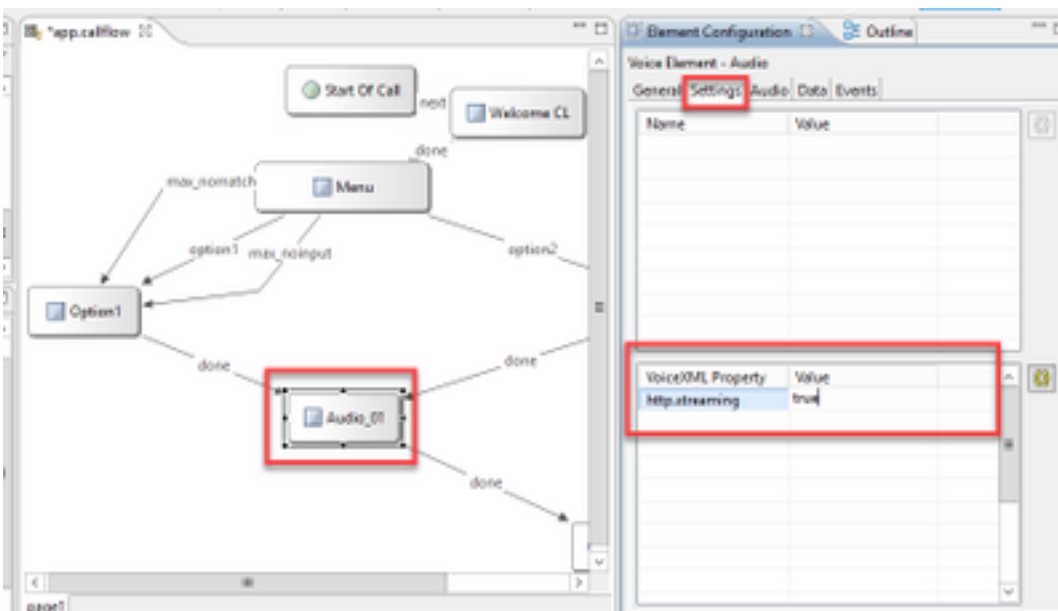 *app.callflow
Start Of Call
next
Welcome CL
done
max_nomatch
Menu
option1
max_noinput
option2
Option1
done
done
Audio_01
done
page1
Element Configuration
Outline
Voice Element - Audio
General Settings Audio Data Events
Name Value
VoiceXML Property Value
http.streaming true